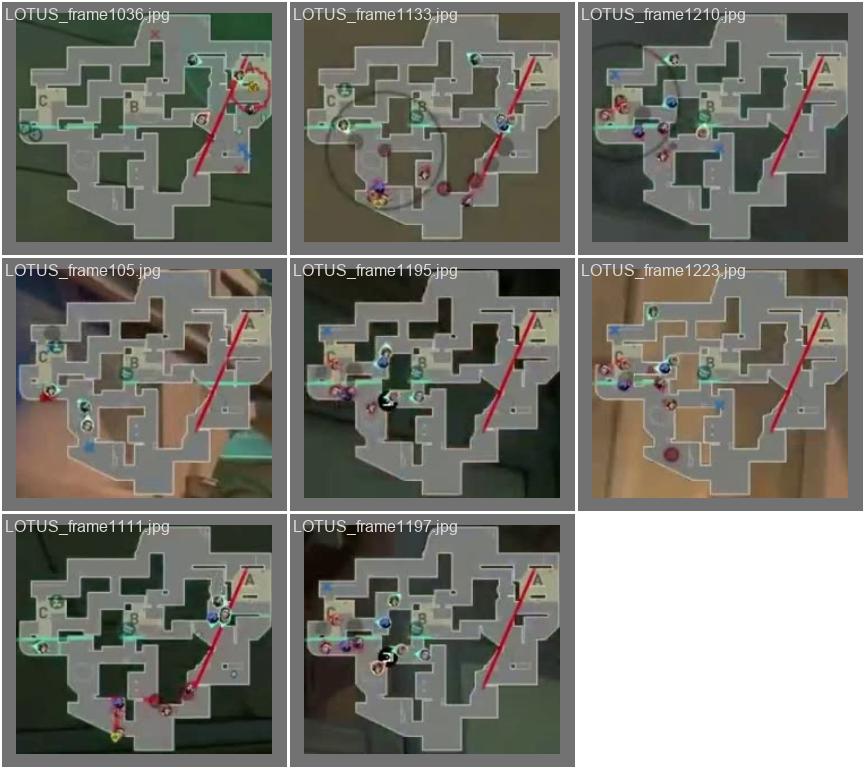 LOTUS_frame1036.jpg
LOTUS_frame1133.jpg
LOTUS_frame1210.jpg
A
C
B
A
C
B
A
C
B
LOTUS_frame105.jpg
LOTUS_frame1195.jpg
LOTUS_frame1223.jpg
A
C
B
A
C
B
A
C
B
LOTUS_frame1111.jpg
LOTUS_frame1197.jpg
A
C
B
A
C
B